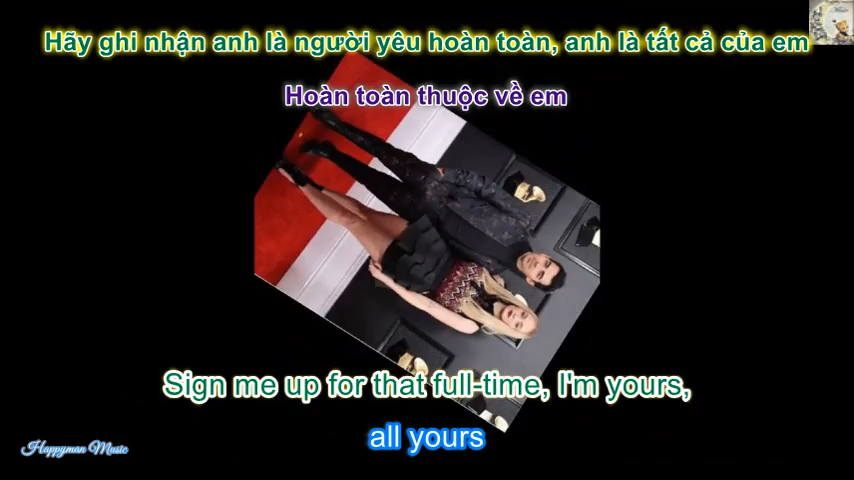 Hãy ghi nhận anh là người yêu hoàn toàn, anh là tất cả của em
Hoàn toàn thuộc về em
Sign me up for that full-time, I'm yours,
all yours
Happyman Music